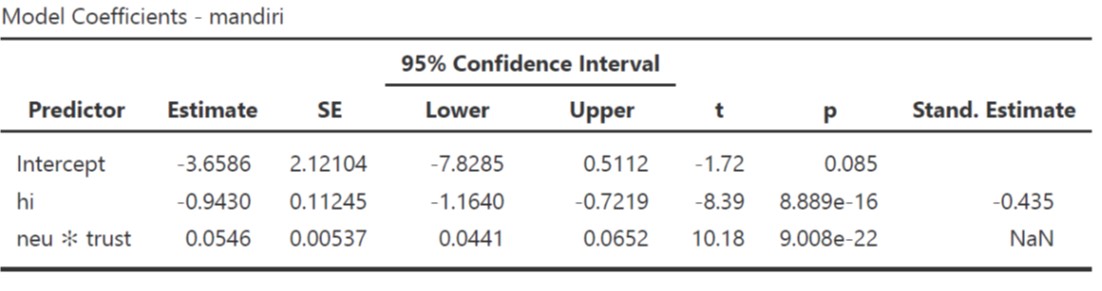 Model Coefficients - mandiri
95% Confidence Interval
Predictor Estimate SE Lower Upper t p Stand. Estimate
Intercept -3.6586 2.12104 -7.8285 0.5112 -1.72 0.085
hi -0.9430 0.11245 -1.1640 -0.7219 -8.39 8.889e-16 -0.435
neu ✻ trust 0.0546 0.00537 0.0441 0.0652 10.18 9.008e-22 NaN